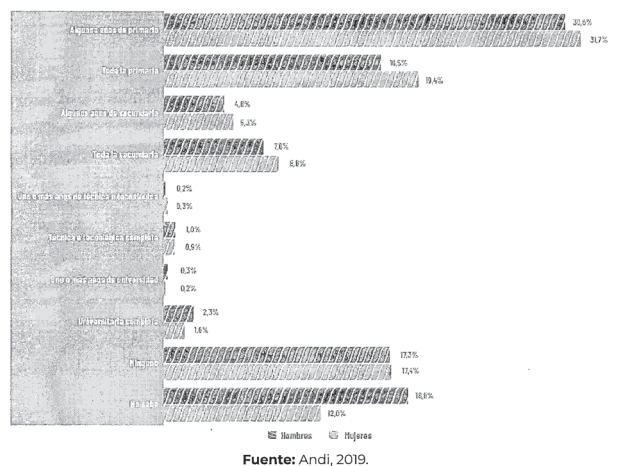 Algunos años de primaria
30,6%
31,7%
Toda la primaria
16,5%
19,4%
Algunos años de secundaria
4,6%
5,3%
Toda la secundaria
7,6%
8,8%
Uno o más años de técnica o tecnológica
0,2%
0,3%
Técnica o tecnológica completa
1,0%
0,9%
Uno o más años de universidad
0,3%
0,2%
Universitaria completa
2,3%
1,6%
Ninguno
17,3%
17,4%
No sabe
18,6%
12,0%
Hombres Mujeres
Fuente: Andi, 2019.